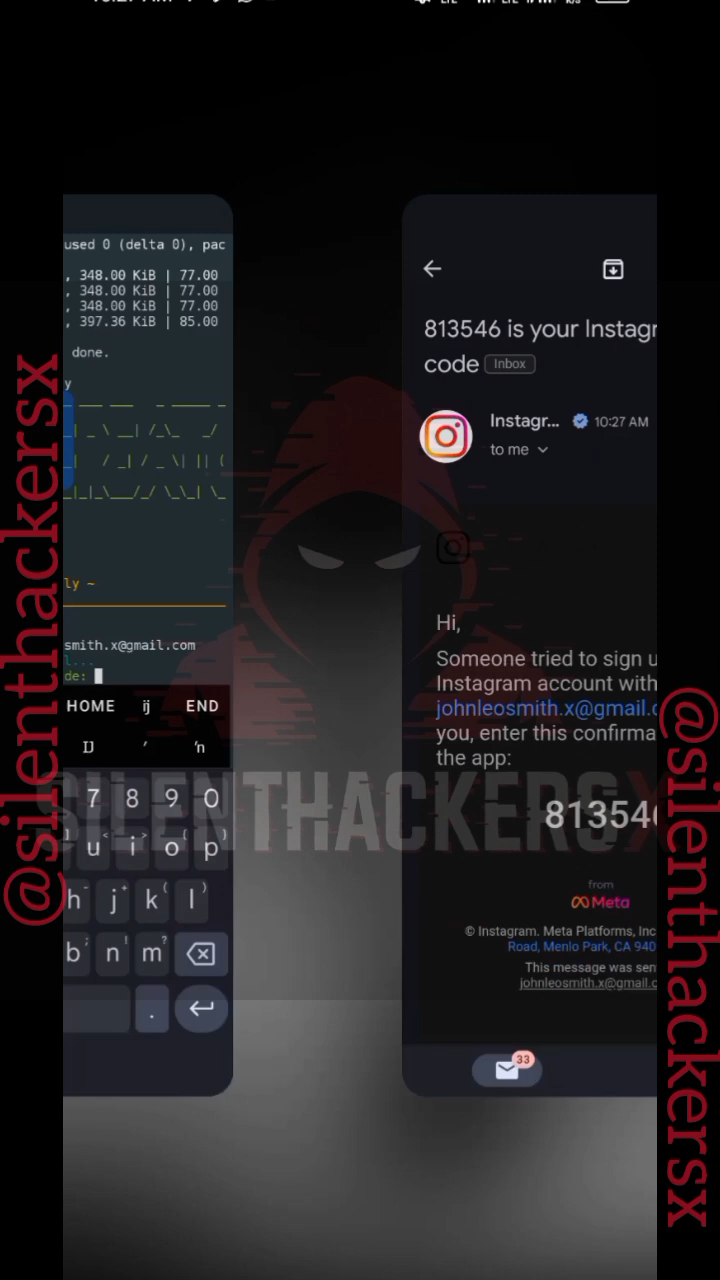 used 0 (delta 0), pac
, 348.00 KiB | 77.00
, 348.00 KiB | 77.00
, 348.00 KiB | 77.00
, 397.36 KiB | 85.00
done.
y
ly ~
smith.x@gmail.com
l...
de:
HOME ĳ END
Ĳ ′ ŉ
7 8 9 0
u i o p
h j k l
b n m
.
813546 is your Instagr
code Inbox
Instagr... 10:27 AM
to me
Hi,
Someone tried to sign u
Instagram account with
johnleosmith.x@gmail.c
you, enter this confirma
the app:
813546
from
Meta
© Instagram. Meta Platforms, Inc
Road, Menlo Park, CA 940
This message was sen
johnleosmith.x@gmail.c
33
SILENTHACKERSX
@silenthackersx
@silenthackersx